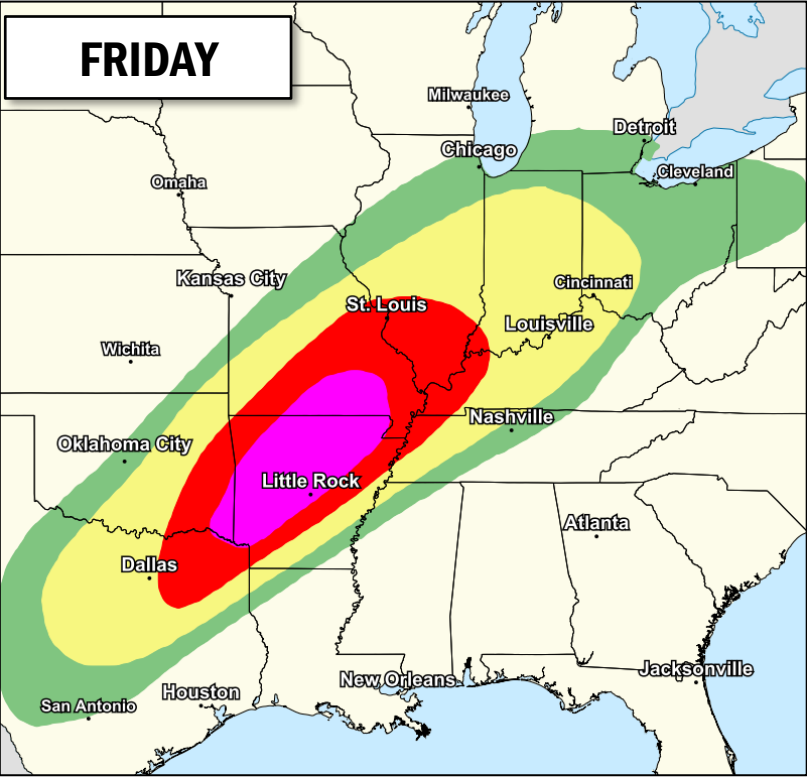 FRIDAY
Milwaukee
Detroit
Chicago
Cleveland
Omaha
Kansas City
Cincinnati
St. Louis
Louisville
Wichita
Nashville
Oklahoma City
Little Rock
Atlanta
Dallas
Jacksonville
New Orleans
Houston
San Antonio